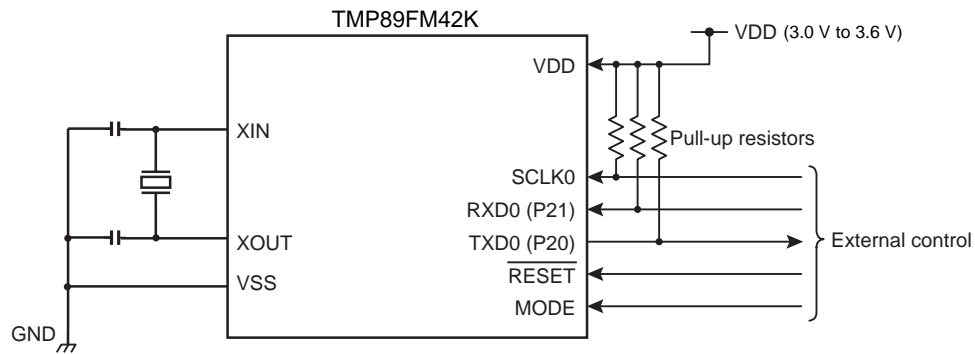 TMP89FM42K
VDD (3.0 V to 3.6 V)
VDD
XIN
Pull-up resistors
SCLK0
RXD0 (P21)
XOUT
TXD0 (P20)
External control
RESET
VSS
MODE
GND